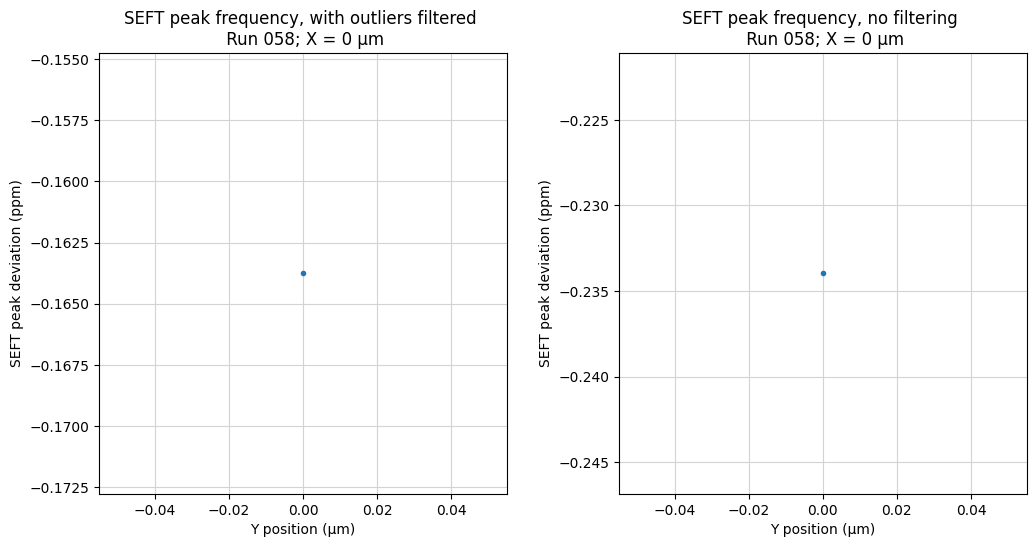 SEFT peak frequency, with outliers filtered
Run 058; X = 0 µm
−0.1550
−0.1575
−0.1600
−0.1625
−0.1650
−0.1675
−0.1700
−0.1725
SEFT peak deviation (ppm)
−0.04
−0.02
0.00
0.02
0.04
Y position (µm)
SEFT peak frequency, no filtering
Run 058; X = 0 µm
−0.225
−0.230
−0.235
−0.240
−0.245
SEFT peak deviation (ppm)
−0.04
−0.02
0.00
0.02
0.04
Y position (µm)